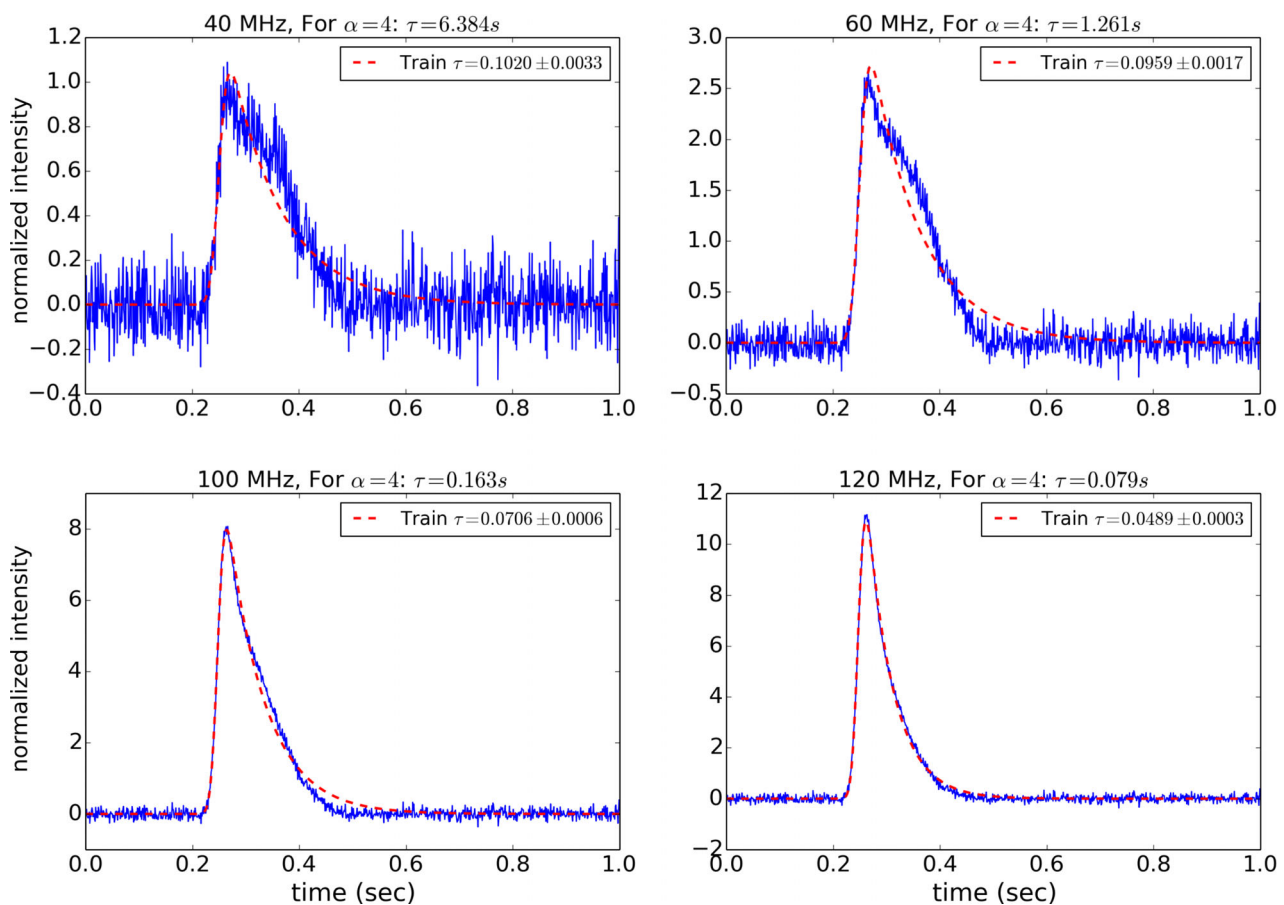 40 MHz, For α=4: τ=6.384s
1.2
1.0
0.8
0.6
0.4
0.2
0.0
−0.2
−0.4
0.0 0.2 0.4 0.6 0.8 1.0
normalized intensity
Train τ=0.1020±0.0033
60 MHz, For α=4: τ=1.261s
3.0
2.5
2.0
1.5
1.0
0.5
0.0
−0.5
0.0 0.2 0.4 0.6 0.8 1.0
Train τ=0.0959±0.0017
100 MHz, For α=4: τ=0.163s
8
6
4
2
0
0.0 0.2 0.4 0.6 0.8 1.0
normalized intensity
time (sec)
Train τ=0.0706±0.0006
120 MHz, For α=4: τ=0.079s
12
10
8
6
4
2
0
−2
0.0 0.2 0.4 0.6 0.8 1.0
time (sec)
Train τ=0.0489±0.0003